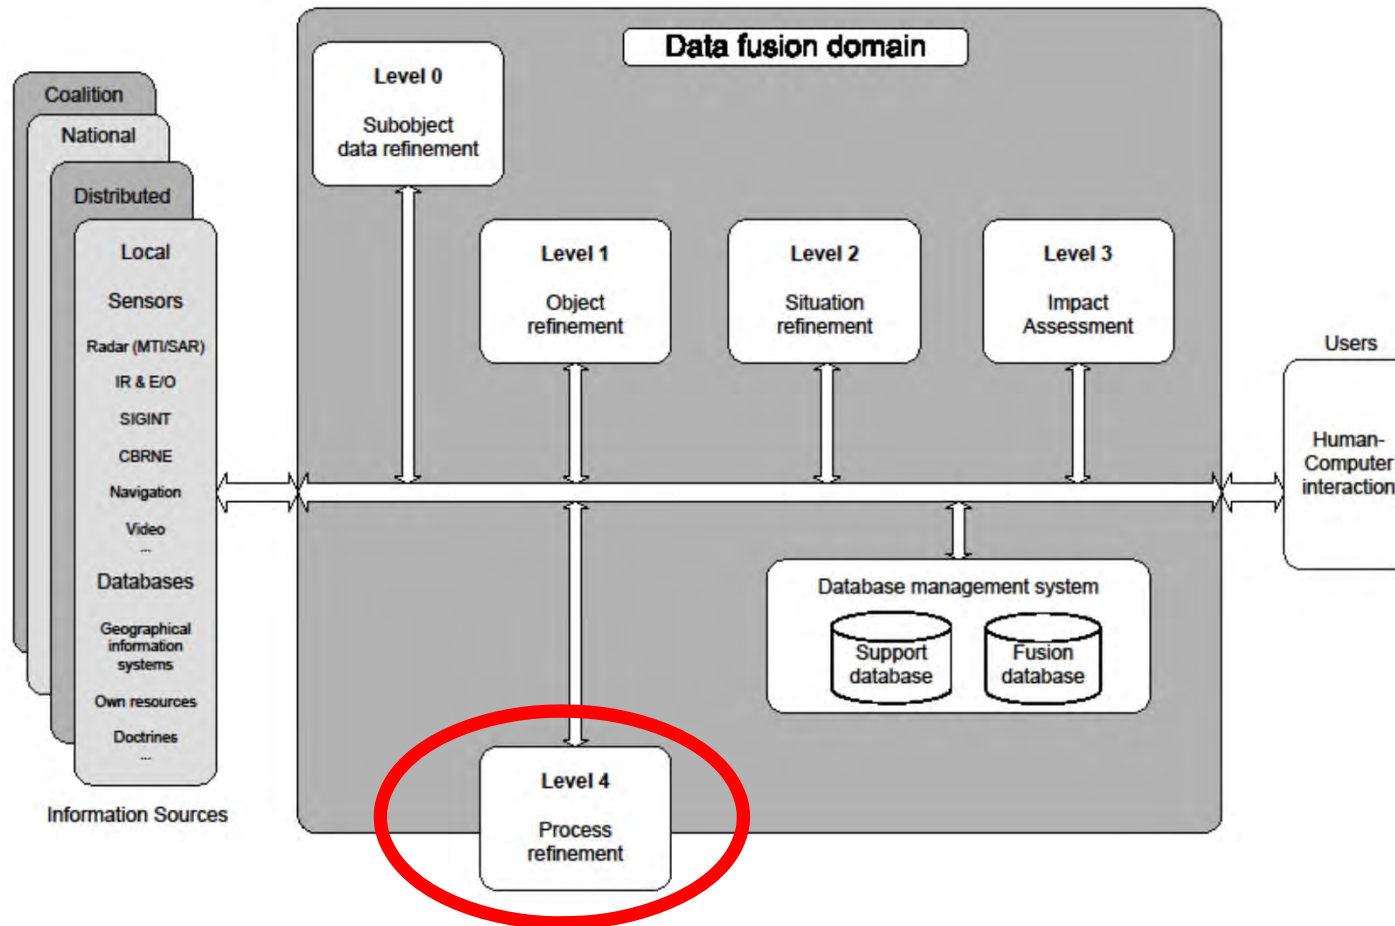 Data fusion domain
Coalition
National
Distributed
Local
Sensors
Radar (MTI/SAR)
IR & E/O
SIGINT
CBRNE
Navigation
Video
...
Databases
Geographical
information
systems
Own resources
Doctrines
...
Information Sources
Level 0
Subobject
data refinement
Level 1
Object
refinement
Level 2
Situation
refinement
Level 3
Impact
Assessment
Users
Human-
Computer
interaction
Database management system
Support
database
Fusion
database
Level 4
Process
refinement